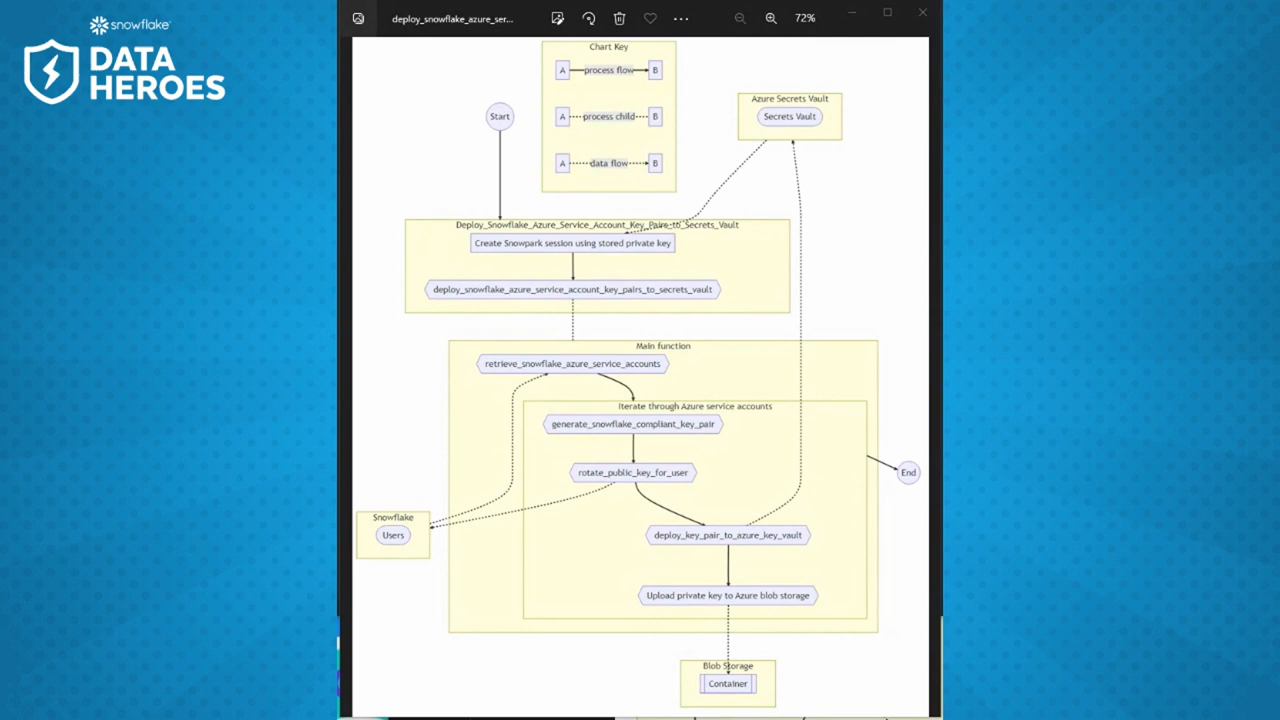 snowflake
DATA
HEROES
deploy_snowflake_azure_ser...
72%
Chart Key
A process flow B
A process child B
A data flow B
Azure Secrets Vault
Secrets Vault
Start
Deploy_Snowflake_Azure_Service_Account_Key_Pairs_to_Secrets_Vault
Create Snowpark session using stored private key
deploy_snowflake_azure_service_account_key_pairs_to_secrets_vault
Main function
retrieve_snowflake_azure_service_accounts
Iterate through Azure service accounts
generate_snowflake_compliant_key_pair
rotate_public_key_for_user
End
Snowflake
Users
deploy_key_pair_to_azure_key_vault
Upload private key to Azure blob storage
Blob Storage
Container